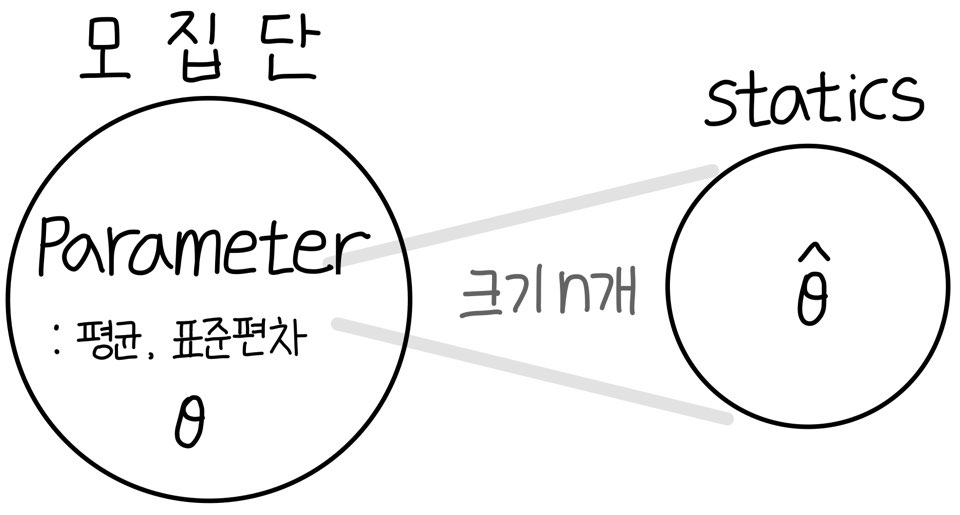 모집단
Parameter
: 평균, 표준편차
θ
크기 n개
statics
θ̂